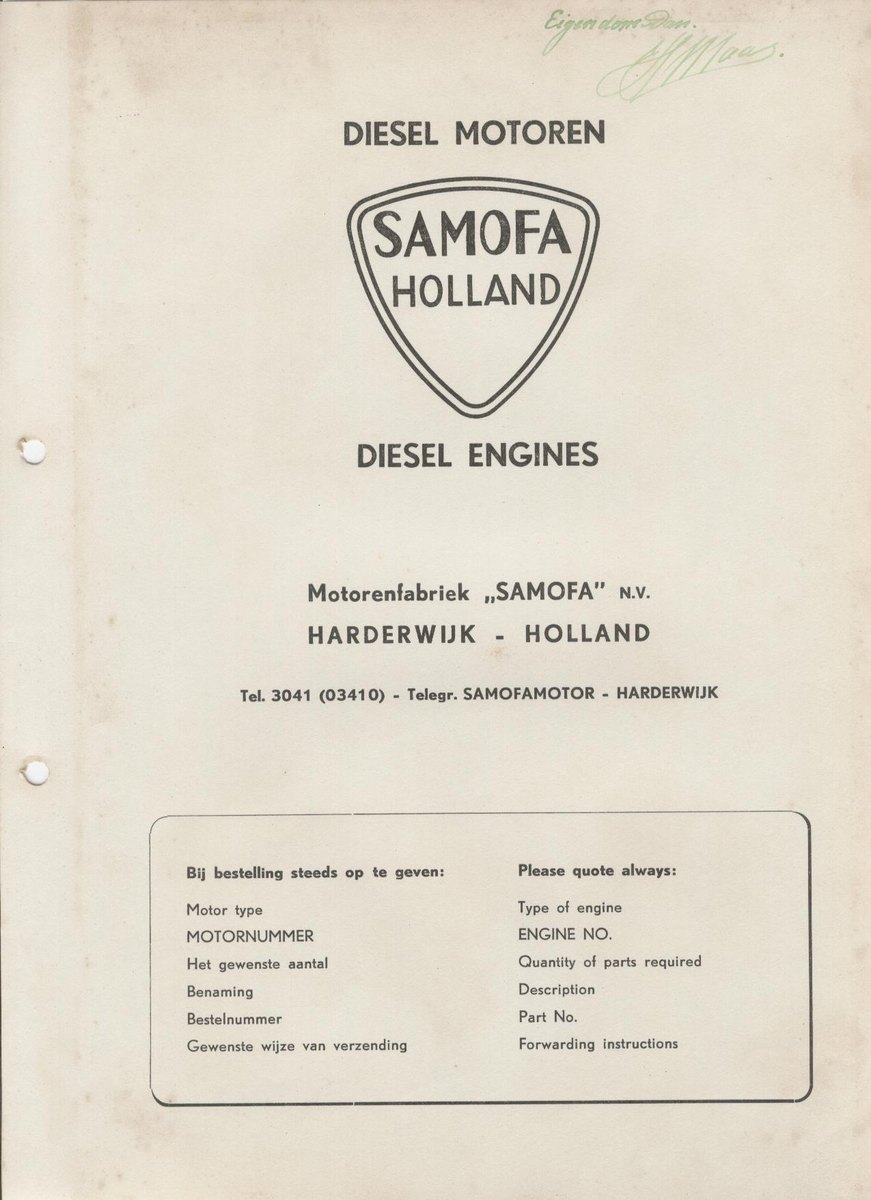 Eigendom Van.
Maas.
DIESEL MOTOREN
SAMOFA
HOLLAND
DIESEL ENGINES
Motorenfabriek „SAMOFA” N.V.
HARDERWIJK - HOLLAND
Tel. 3041 (03410) - Telegr. SAMOFAMOTOR - HARDERWIJK
Bij bestelling steeds op te geven:
Motor type
MOTORNUMMER
Het gewenste aantal
Benaming
Bestelnummer
Gewenste wijze van verzending
Please quote always:
Type of engine
ENGINE NO.
Quantity of parts required
Description
Part No.
Forwarding instructions